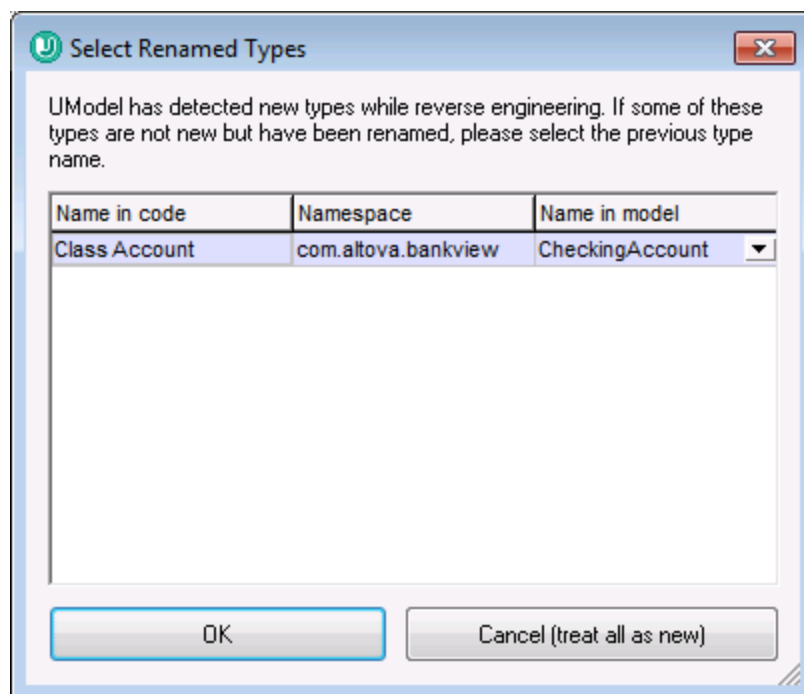 Select Renamed Types
UModel has detected new types while reverse engineering. If some of these
types are not new but have been renamed, please select the previous type
name.
Name in code Namespace Name in model
Class Account com.altova.bankview CheckingAccount
OK Cancel (treat all as new)